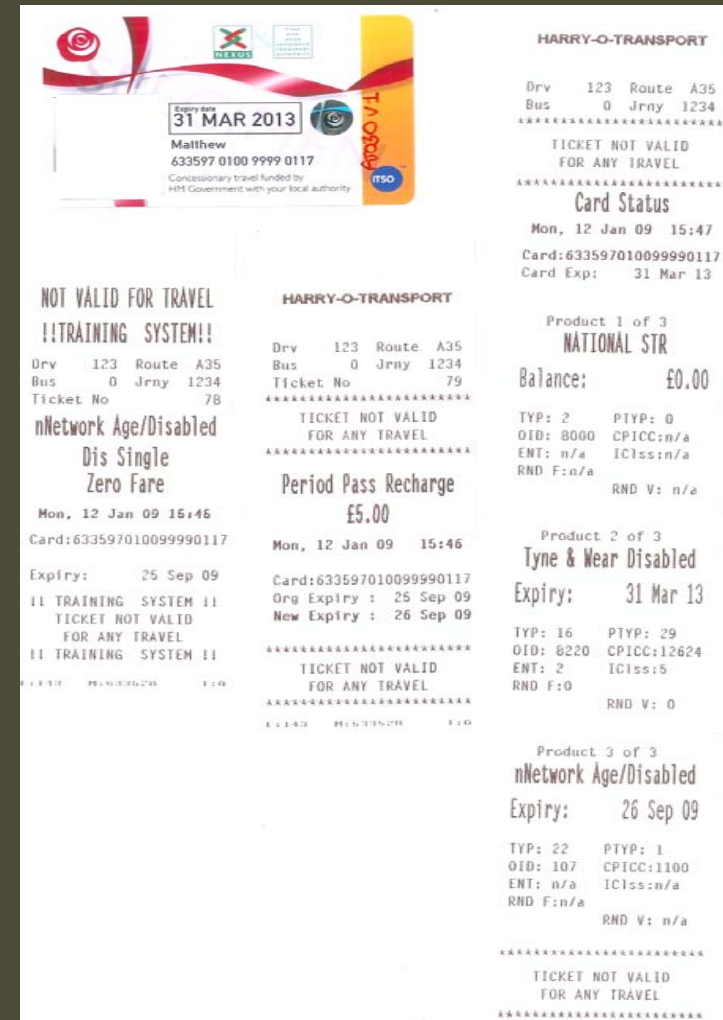 NEXUS
Expiry date
31 MAR 2013
Matthew
633597 0100 9999 0117
Concessionary travel funded by
HM Government with your local authority
ITSO
NOT VALID FOR TRAVEL
!!TRAINING SYSTEM!!
Drv 123 Route A35
Bus 0 Jrny 1234
Ticket No 78
nNetwork Age/Disabled
Dis Single
Zero Fare
Mon, 12 Jan 09 15:46
Card:633597010099990117
Expiry: 25 Sep 09
!! TRAINING SYSTEM !!
TICKET NOT VALID
FOR ANY TRAVEL
!! TRAINING SYSTEM !!
HARRY-O-TRANSPORT
Drv 123 Route A35
Bus 0 Jrny 1234
Ticket No 79
************************
TICKET NOT VALID
FOR ANY TRAVEL
************************
Period Pass Recharge
£5.00
Mon, 12 Jan 09 15:46
Card:633597010099990117
Org Expiry : 25 Sep 09
New Expiry : 26 Sep 09
************************
TICKET NOT VALID
FOR ANY TRAVEL
************************
HARRY-O-TRANSPORT
Drv 123 Route A35
Bus 0 Jrny 1234
************************
TICKET NOT VALID
FOR ANY TRAVEL
************************
Card Status
Mon, 12 Jan 09 15:47
Card:633597010099990117
Card Exp: 31 Mar 13
Product 1 of 3
NATIONAL STR
Balance: £0.00
TYP: 2 PTYP: 0
OID: 8000 CPICC:n/a
ENT: n/a IClss:n/a
RND F:n/a
RND V: n/a
Product 2 of 3
Tyne & Wear Disabled
Expiry: 31 Mar 13
TYP: 16 PTYP: 29
OID: 8220 CPICC:12624
ENT: 2 IClss:5
RND F:0
RND V: 0
Product 3 of 3
nNetwork Age/Disabled
Expiry: 26 Sep 09
TYP: 22 PTYP: 1
OID: 107 CPICC:1100
ENT: n/a IClss:n/a
RND F:n/a
RND V: n/a
************************
TICKET NOT VALID
FOR ANY TRAVEL
************************